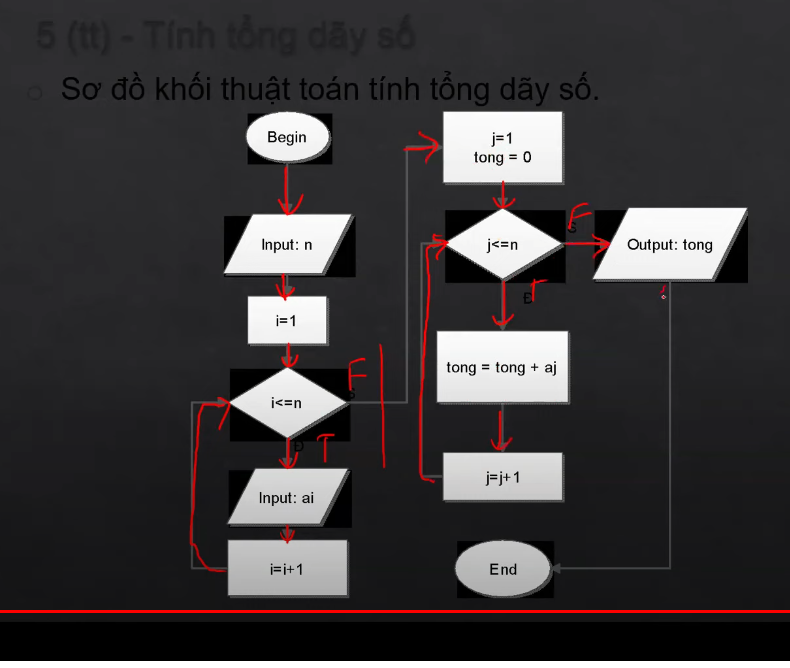 5 (tt) - Tính tổng dãy số
Sơ đồ khối thuật toán tính tổng dãy số.
Begin
Input: n
i=1
i<=n
F
S
Đ
T
Input: ai
i=i+1
j=1
tong = 0
j<=n
F
S
Đ
T
Output: tong
tong = tong + aj
j=j+1
End